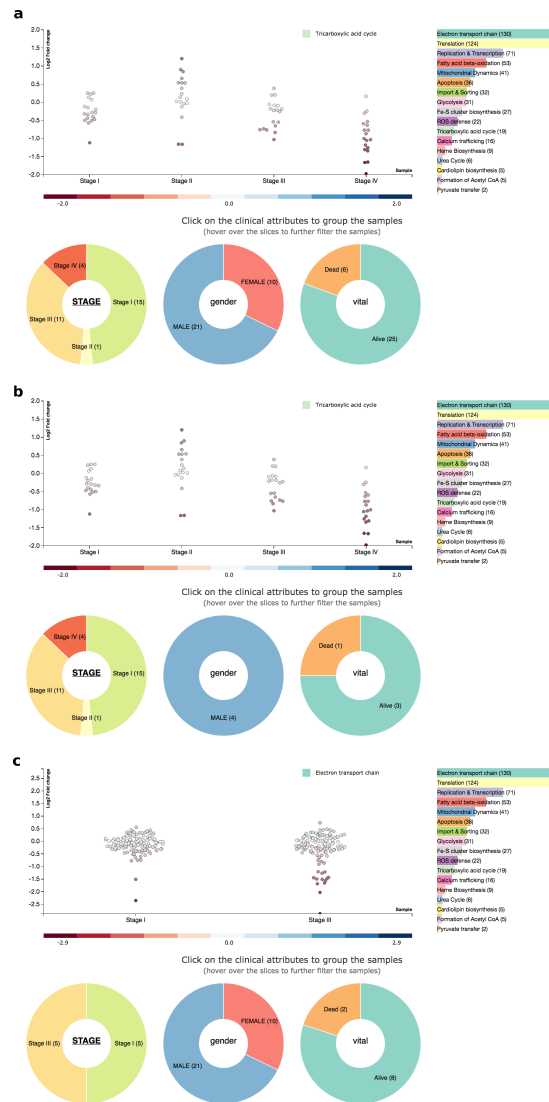 a
Log2 Fold change
2.0
1.5
1.0
0.5
0.0
-0.5
-1.0
-1.5
-2.0
Tricarboxylic acid cycle
Sample
Stage I
Stage II
Stage III
Stage IV
-2.0
0.0
2.0
Electron transport chain (130)
Translation (124)
Replication & Transcription (71)
Fatty acid beta-oxidation (53)
Mitochondrial Dynamics (41)
Apoptosis (36)
Import & Sorting (32)
Glycolysis (31)
Fe-S cluster biosynthesis (27)
ROS defense (22)
Tricarboxylic acid cycle (19)
Calcium trafficking (16)
Heme Biosynthesis (9)
Urea Cycle (6)
Cardiolipin biosynthesis (5)
Formation of Acetyl CoA (5)
Pyruvate transfer (2)
Click on the clinical attributes to group the samples
(hover over the slices to further filter the samples)
Stage IV (4)
Stage III (11)
STAGE
Stage I (15)
Stage II (1)
FEMALE (10)
gender
MALE (21)
Dead (6)
vital
Alive (25)
b
Log2 Fold change
2.0
1.5
1.0
0.5
0.0
-0.5
-1.0
-1.5
-2.0
Tricarboxylic acid cycle
Sample
Stage I
Stage II
Stage III
Stage IV
-2.0
0.0
2.0
Electron transport chain (130)
Translation (124)
Replication & Transcription (71)
Fatty acid beta-oxidation (53)
Mitochondrial Dynamics (41)
Apoptosis (36)
Import & Sorting (32)
Glycolysis (31)
Fe-S cluster biosynthesis (27)
ROS defense (22)
Tricarboxylic acid cycle (19)
Calcium trafficking (16)
Heme Biosynthesis (9)
Urea Cycle (6)
Cardiolipin biosynthesis (5)
Formation of Acetyl CoA (5)
Pyruvate transfer (2)
Click on the clinical attributes to group the samples
(hover over the slices to further filter the samples)
Stage IV (4)
Stage III (11)
STAGE
Stage I (15)
Stage II (1)
gender
MALE (4)
Dead (1)
vital
Alive (3)
c
Log2 Fold change
2.5
2.0
1.5
1.0
0.5
0.0
-0.5
-1.0
-1.5
-2.0
-2.5
Electron transport chain
Sample
Stage I
Stage III
-2.9
0.0
2.9
Electron transport chain (130)
Translation (124)
Replication & Transcription (71)
Fatty acid beta-oxidation (53)
Mitochondrial Dynamics (41)
Apoptosis (36)
Import & Sorting (32)
Glycolysis (31)
Fe-S cluster biosynthesis (27)
ROS defense (22)
Tricarboxylic acid cycle (19)
Calcium trafficking (16)
Heme Biosynthesis (9)
Urea Cycle (6)
Cardiolipin biosynthesis (5)
Formation of Acetyl CoA (5)
Pyruvate transfer (2)
Click on the clinical attributes to group the samples
(hover over the slices to further filter the samples)
Stage III (5)
STAGE
Stage I (5)
FEMALE (10)
gender
MALE (21)
Dead (2)
vital
Alive (8)